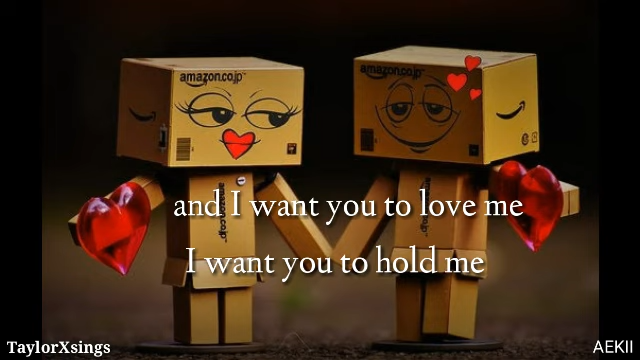 amazon.co.jp
amazon.co.jp
and I want you to love me
I want you to hold me
TaylorXsings
AEKII